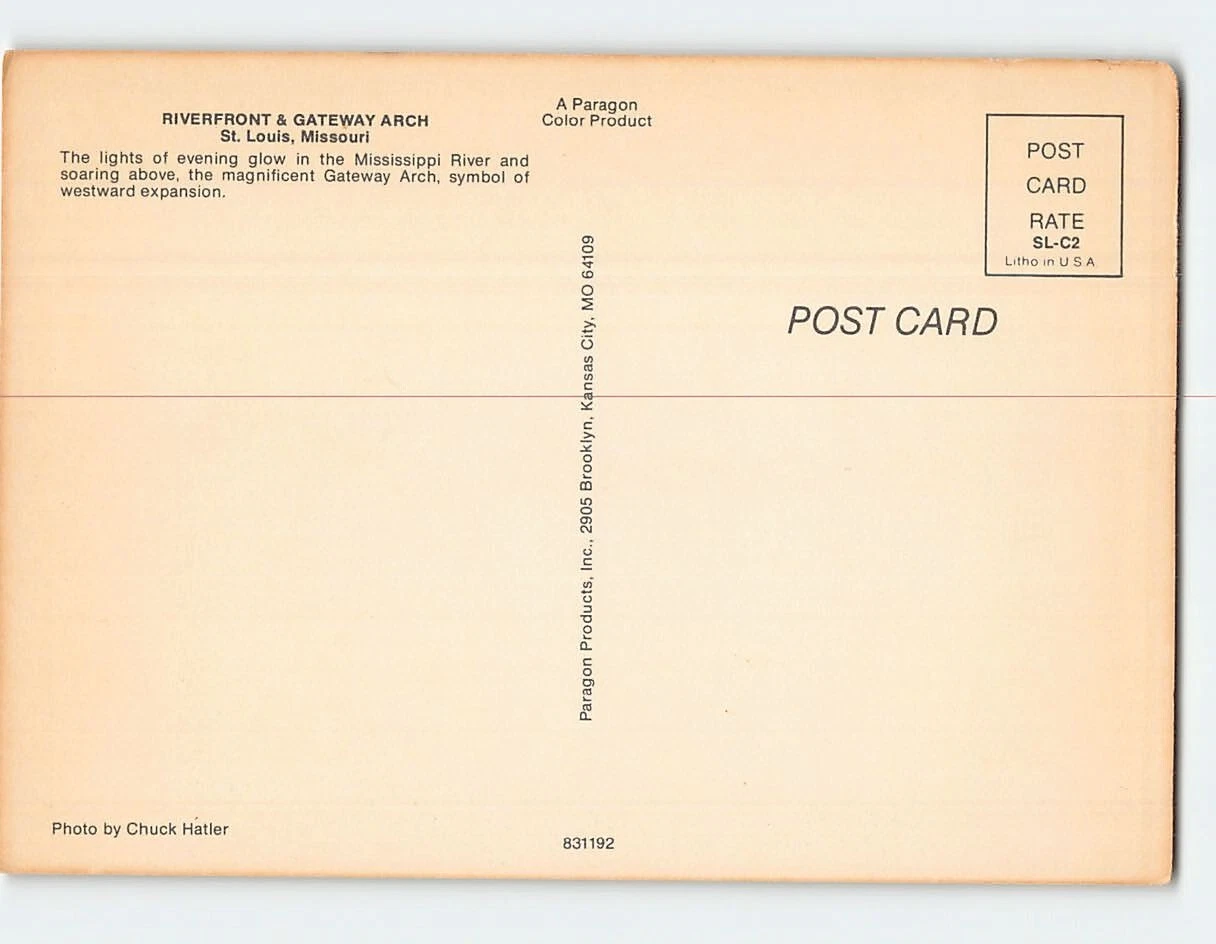 RIVERFRONT & GATEWAY ARCH
St. Louis, Missouri
The lights of evening glow in the Mississippi River and
soaring above, the magnificent Gateway Arch, symbol of
westward expansion.
A Paragon
Color Product
POST
CARD
RATE
SL-C2
Litho in U S A
POST CARD
Paragon Products, Inc., 2905 Brooklyn, Kansas City, MO 64109
Photo by Chuck Hatler
831192